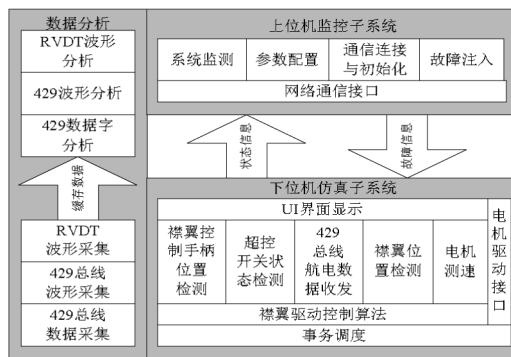 数据分析
RVDT波形
分析
429波形分析
429数据字
分析
缓存数据
RVDT
波形采集
429总线
波形采集
429总线
数据采集
上位机监控子系统
系统监测
参数配置
通信连接
与初始化
故障注入
网络通信接口
状态信息
故障信息
下位机仿真子系统
UI界面显示
襟翼控
制手柄
位置
检测
超控
开关状
态检测
429
总线
航电数
据收发
襟翼位
置检测
电机
测速
电
机
驱
动
接
口
襟翼驱动控制算法
事务调度